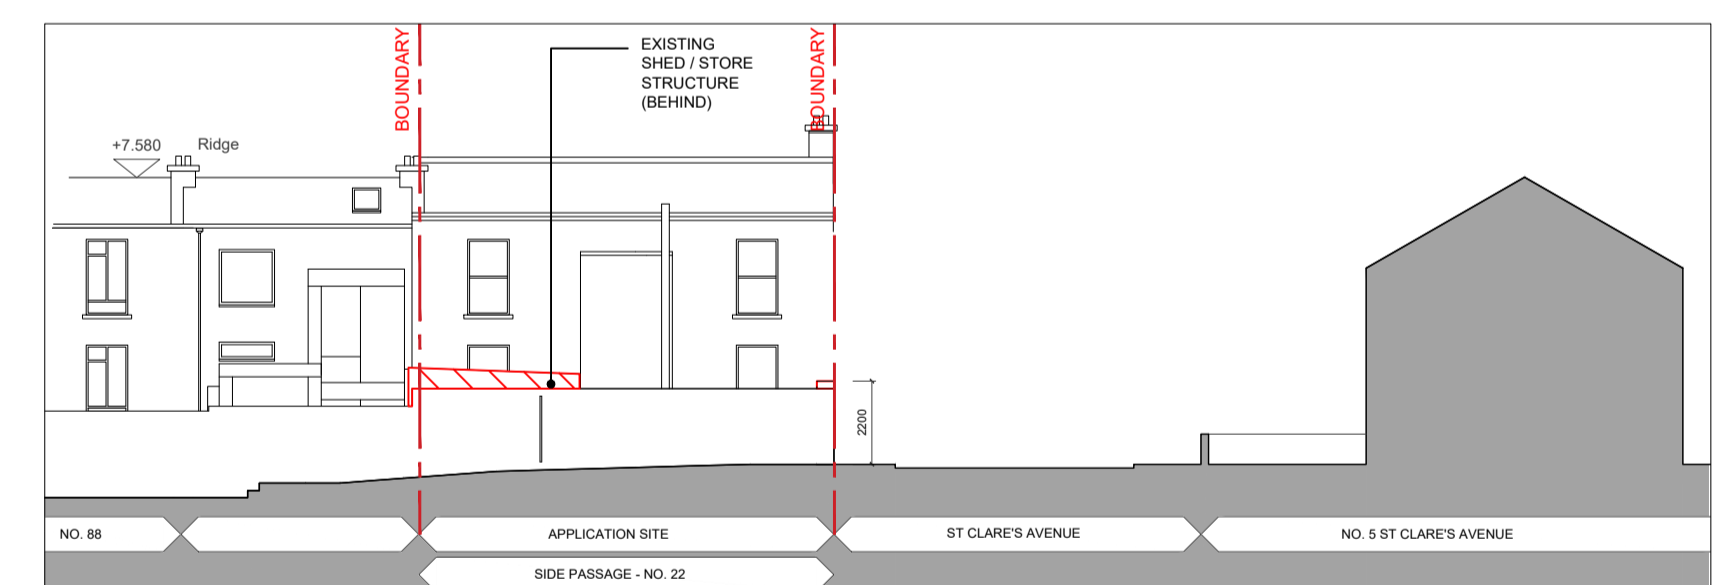 BOUNDARY
EXISTING
SHED / STORE
STRUCTURE
(BEHIND)
BOUNDARY
+7.580
Ridge
2200
NO. 88
APPLICATION SITE
ST CLARE'S AVENUE
NO. 5 ST CLARE'S AVENUE
SIDE PASSAGE - NO. 22